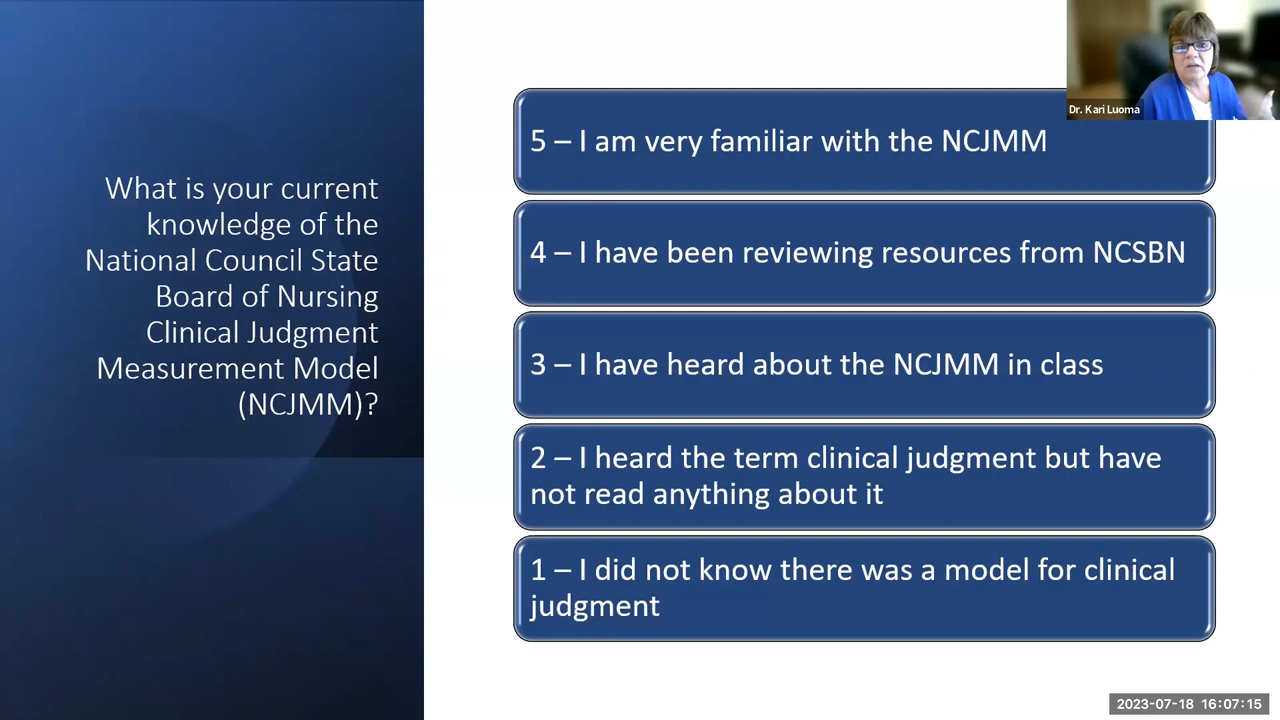 What is your current
knowledge of the
National Council State
Board of Nursing
Clinical Judgment
Measurement Model
(NCJMM)?
Dr. Kari Luoma
5 – I am very familiar with the NCJMM
4 – I have been reviewing resources from NCSBN
3 – I have heard about the NCJMM in class
2 – I heard the term clinical judgment but have
not read anything about it
1 – I did not know there was a model for clinical
judgment
2023-07-18 16:07:15